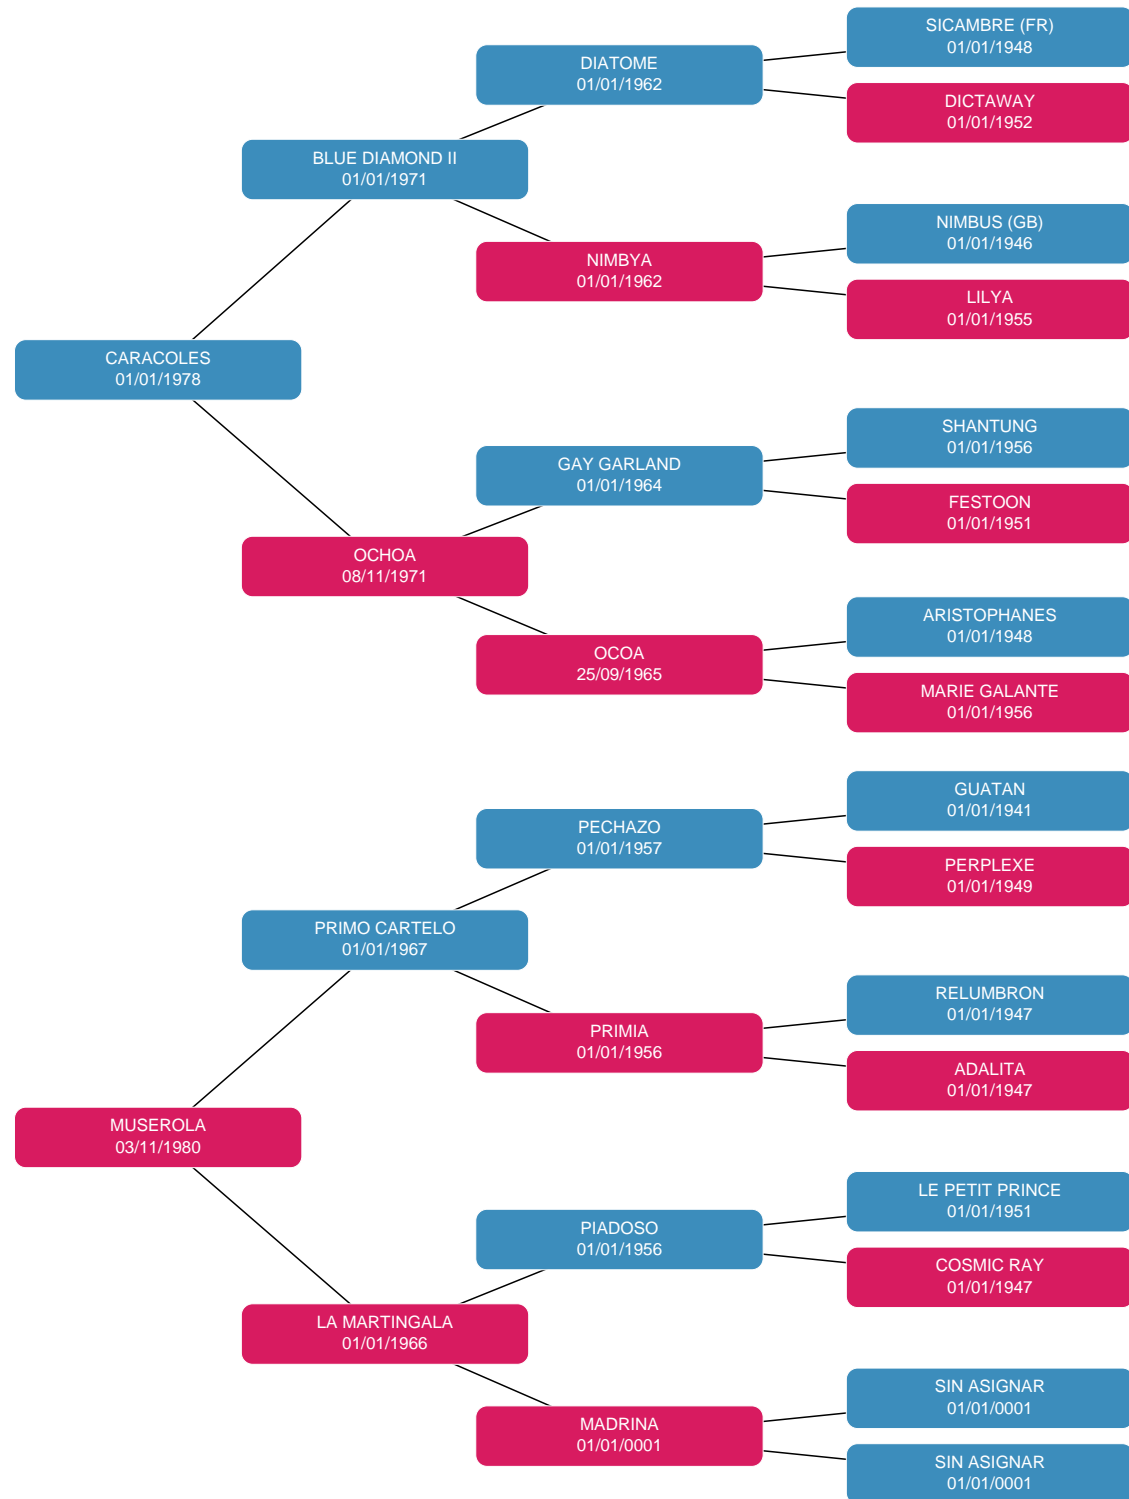 SICAMBRE (FR)
01/01/1948
DIATOME
01/01/1962
DICTAWAY
01/01/1952
BLUE DIAMOND II
01/01/1971
NIMBUS (GB)
01/01/1946
NIMBYA
01/01/1962
LILYA
01/01/1955
CARACOLES
01/01/1978
SHANTUNG
01/01/1956
GAY GARLAND
01/01/1964
FESTOON
01/01/1951
OCHOA
08/11/1971
ARISTOPHANES
01/01/1948
OCOA
25/09/1965
MARIE GALANTE
01/01/1956
GUATAN
01/01/1941
PECHAZO
01/01/1957
PERPLEXE
01/01/1949
PRIMO CARTELO
01/01/1967
RELUMBRON
01/01/1947
PRIMIA
01/01/1956
ADALITA
01/01/1947
MUSEROLA
03/11/1980
LE PETIT PRINCE
01/01/1951
PIADOSO
01/01/1956
COSMIC RAY
01/01/1947
LA MARTINGALA
01/01/1966
SIN ASIGNAR
01/01/0001
MADRINA
01/01/0001
SIN ASIGNAR
01/01/0001